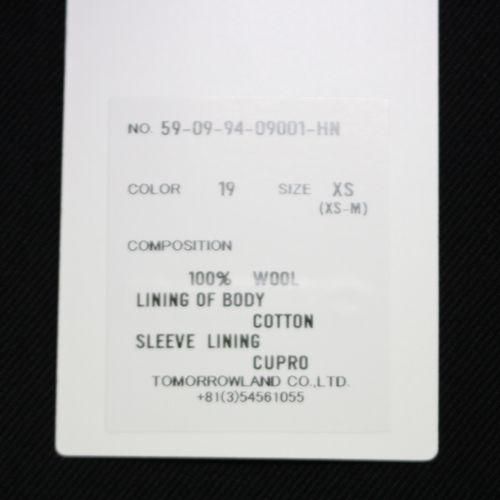 NO. 59-09-94-09001-HN
COLOR 19 SIZE XS
(XS-M)
COMPOSITION
100% WOOL
LINING OF BODY
COTTON
SLEEVE LINING
CUPRO
TOMORROWLAND CO.,LTD.
+81(3)54561055